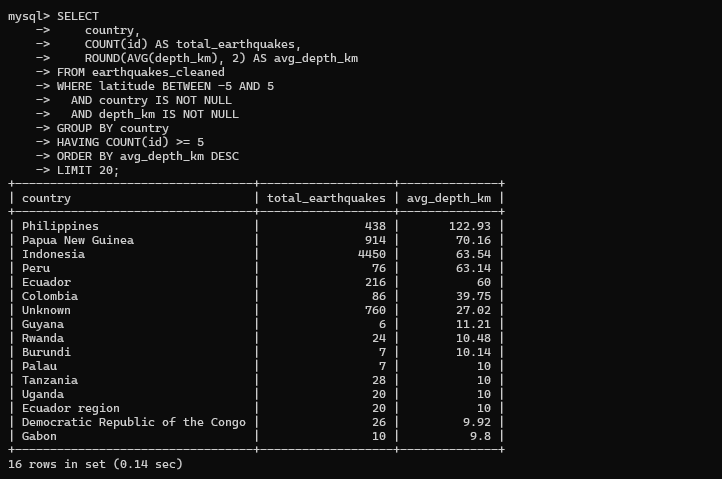 mysql> SELECT
    ->     country,
    ->     COUNT(id) AS total_earthquakes,
    ->     ROUND(AVG(depth_km), 2) AS avg_depth_km
    -> FROM earthquakes_cleaned
    -> WHERE latitude BETWEEN -5 AND 5
    ->   AND country IS NOT NULL
    ->   AND depth_km IS NOT NULL
    -> GROUP BY country
    -> HAVING COUNT(id) >= 5
    -> ORDER BY avg_depth_km DESC
    -> LIMIT 20;
+----------------------------------+-------------------+--------------+
| country                          | total_earthquakes | avg_depth_km |
+----------------------------------+-------------------+--------------+
| Philippines                      |               438 |       122.93 |
| Papua New Guinea                 |               914 |        70.16 |
| Indonesia                        |              4450 |        63.54 |
| Peru                             |                76 |        63.14 |
| Ecuador                          |               216 |           60 |
| Colombia                         |                86 |        39.75 |
| Unknown                          |               760 |        27.02 |
| Guyana                           |                 6 |        11.21 |
| Rwanda                           |                24 |        10.48 |
| Burundi                          |                 7 |        10.14 |
| Palau                            |                 7 |           10 |
| Tanzania                         |                28 |           10 |
| Uganda                           |                20 |           10 |
| Ecuador region                   |                20 |           10 |
| Democratic Republic of the Congo |                26 |         9.92 |
| Gabon                            |                10 |          9.8 |
+----------------------------------+-------------------+--------------+
16 rows in set (0.14 sec)